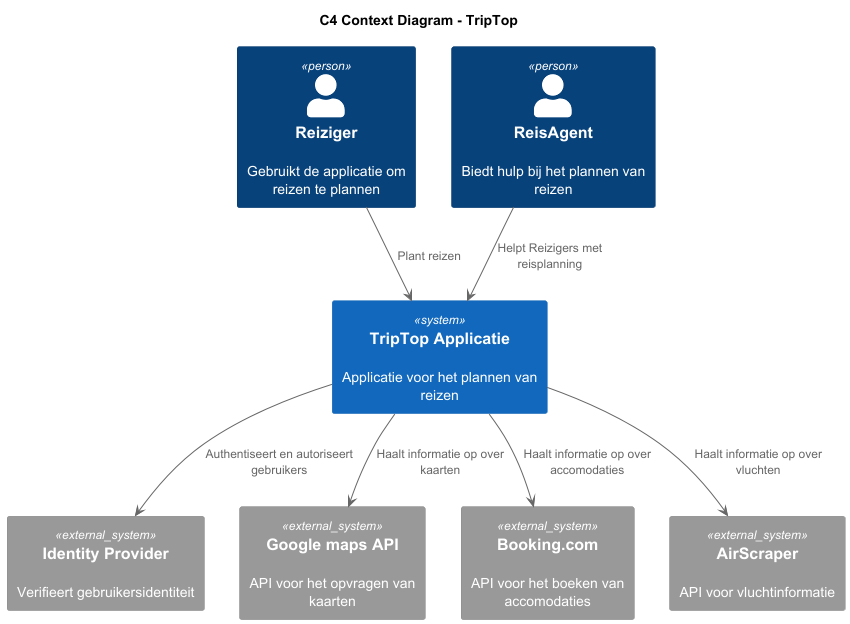 C4 Context Diagram - TripTop
«person»
Reiziger
Gebruikt de applicatie om
reizen te plannen
«person»
ReisAgent
Biedt hulp bij het plannen van
reizen
Plant reizen
Helpt Reizigers met
reisplanning
«system»
TripTop Applicatie
Applicatie voor het plannen van
reizen
Authentiseert en autoriseert
gebruikers
Haalt informatie op over
kaarten
Haalt informatie op over
accomodaties
Haalt informatie op over
vluchten
«external_system»
Identity Provider
Verifieert gebruikersidentiteit
«external_system»
Google maps API
API voor het opvragen van
kaarten
«external_system»
Booking.com
API voor het boeken van
accomodaties
«external_system»
AirScraper
API voor vluchtinformatie